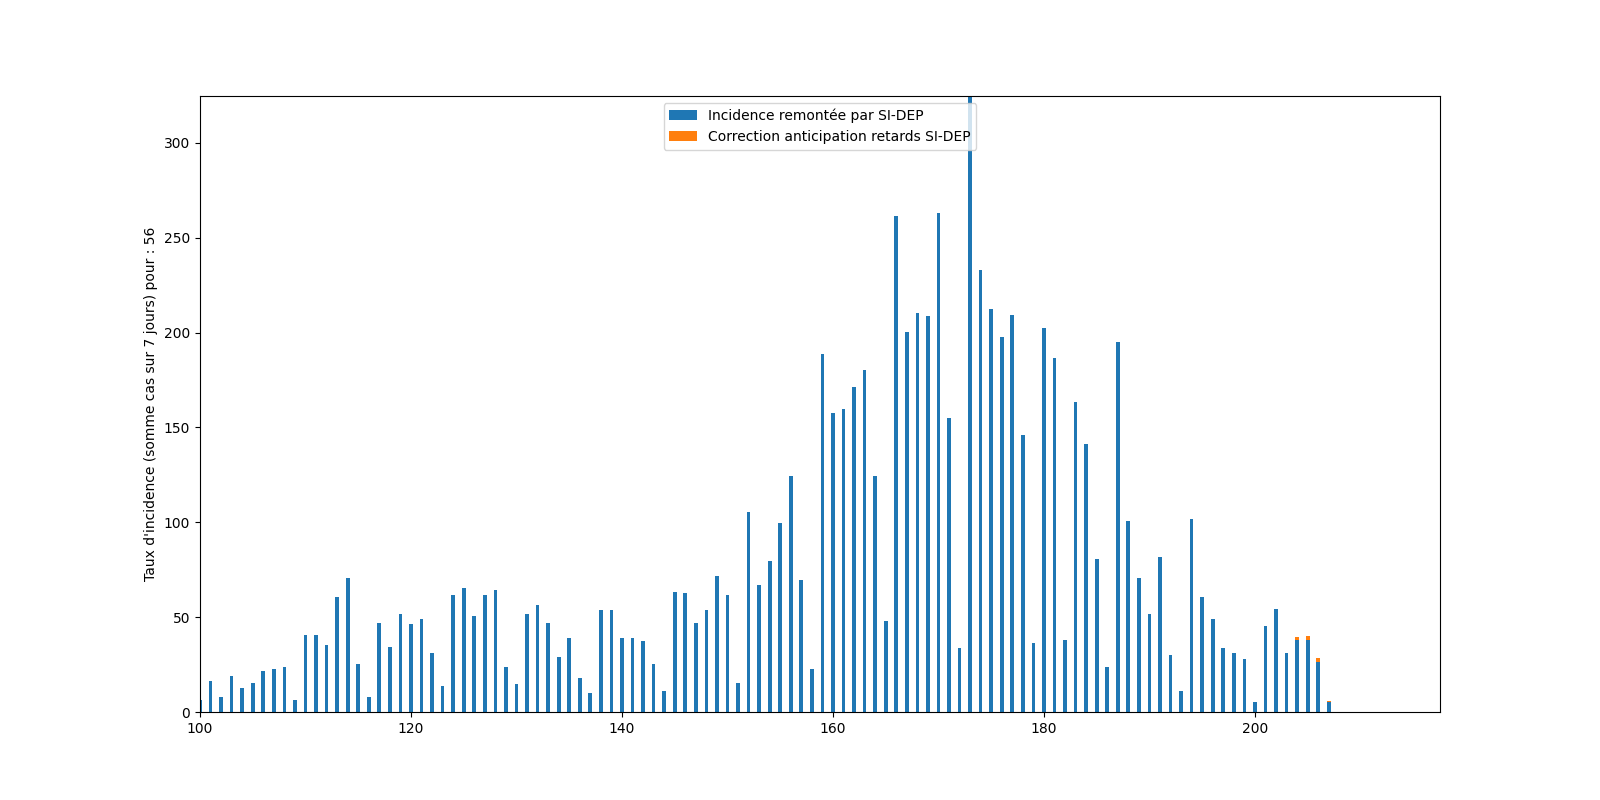 Incidence remontée par SI-DEP
Correction anticipation retards SI-DEP
Taux d'incidence (somme cas sur 7 jours) pour : 56
300
250
200
150
100
50
0
100 120 140 160 180 200